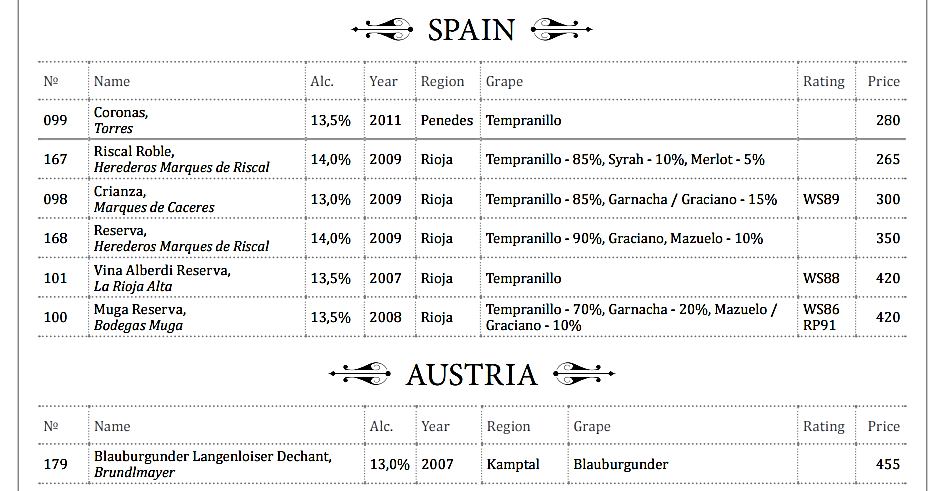 SPAIN
№ Name Alc. Year Region Grape Rating Price
099 Coronas, 13,5% 2011 Penedes Tempranillo 280
Torres
167 Riscal Roble, 14,0% 2009 Rioja Tempranillo - 85%, Syrah - 10%, Merlot - 5% 265
Herederos Marques de Riscal
098 Crianza, 13,0% 2009 Rioja Tempranillo - 85%, Garnacha / Graciano - 15% WS89 300
Marques de Caceres
168 Reserva, 14,0% 2009 Rioja Tempranillo - 90%, Graciano, Mazuelo - 10% 350
Herederos Marques de Riscal
101 Vina Alberdi Reserva, 13,5% 2007 Rioja Tempranillo WS88 420
La Rioja Alta
100 Muga Reserva, 13,5% 2008 Rioja Tempranillo - 70%, Garnacha - 20%, Mazuelo / WS86 420
Bodegas Muga Graciano - 10% RP91
AUSTRIA
№ Name Alc. Year Region Grape Rating Price
179 Blauburgunder Langenloiser Dechant, 13,0% 2007 Kamptal Blauburgunder 455
Brundlmayer